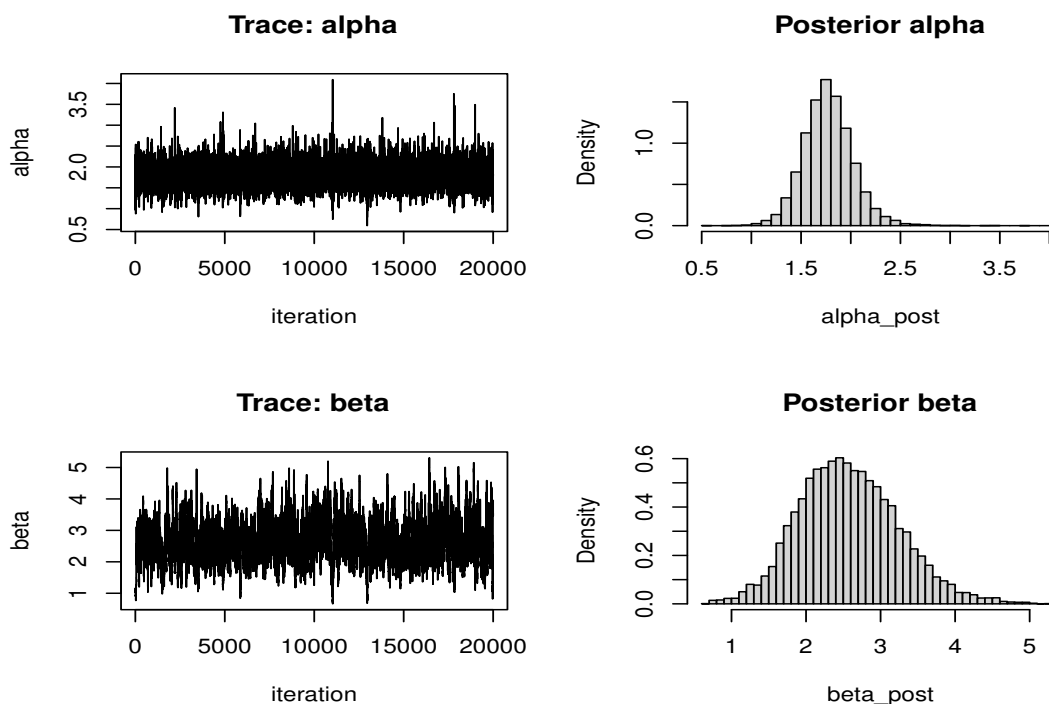 Trace: alpha
alpha
0.5 2.0 3.5
0 5000 10000 15000 20000
iteration
Posterior alpha
Density
0.0 1.0
0.5 1.5 2.5 3.5
alpha_post
Trace: beta
beta
1 2 3 4 5
0 5000 10000 15000 20000
iteration
Posterior beta
Density
0.0 0.2 0.4 0.6
1 2 3 4 5
beta_post